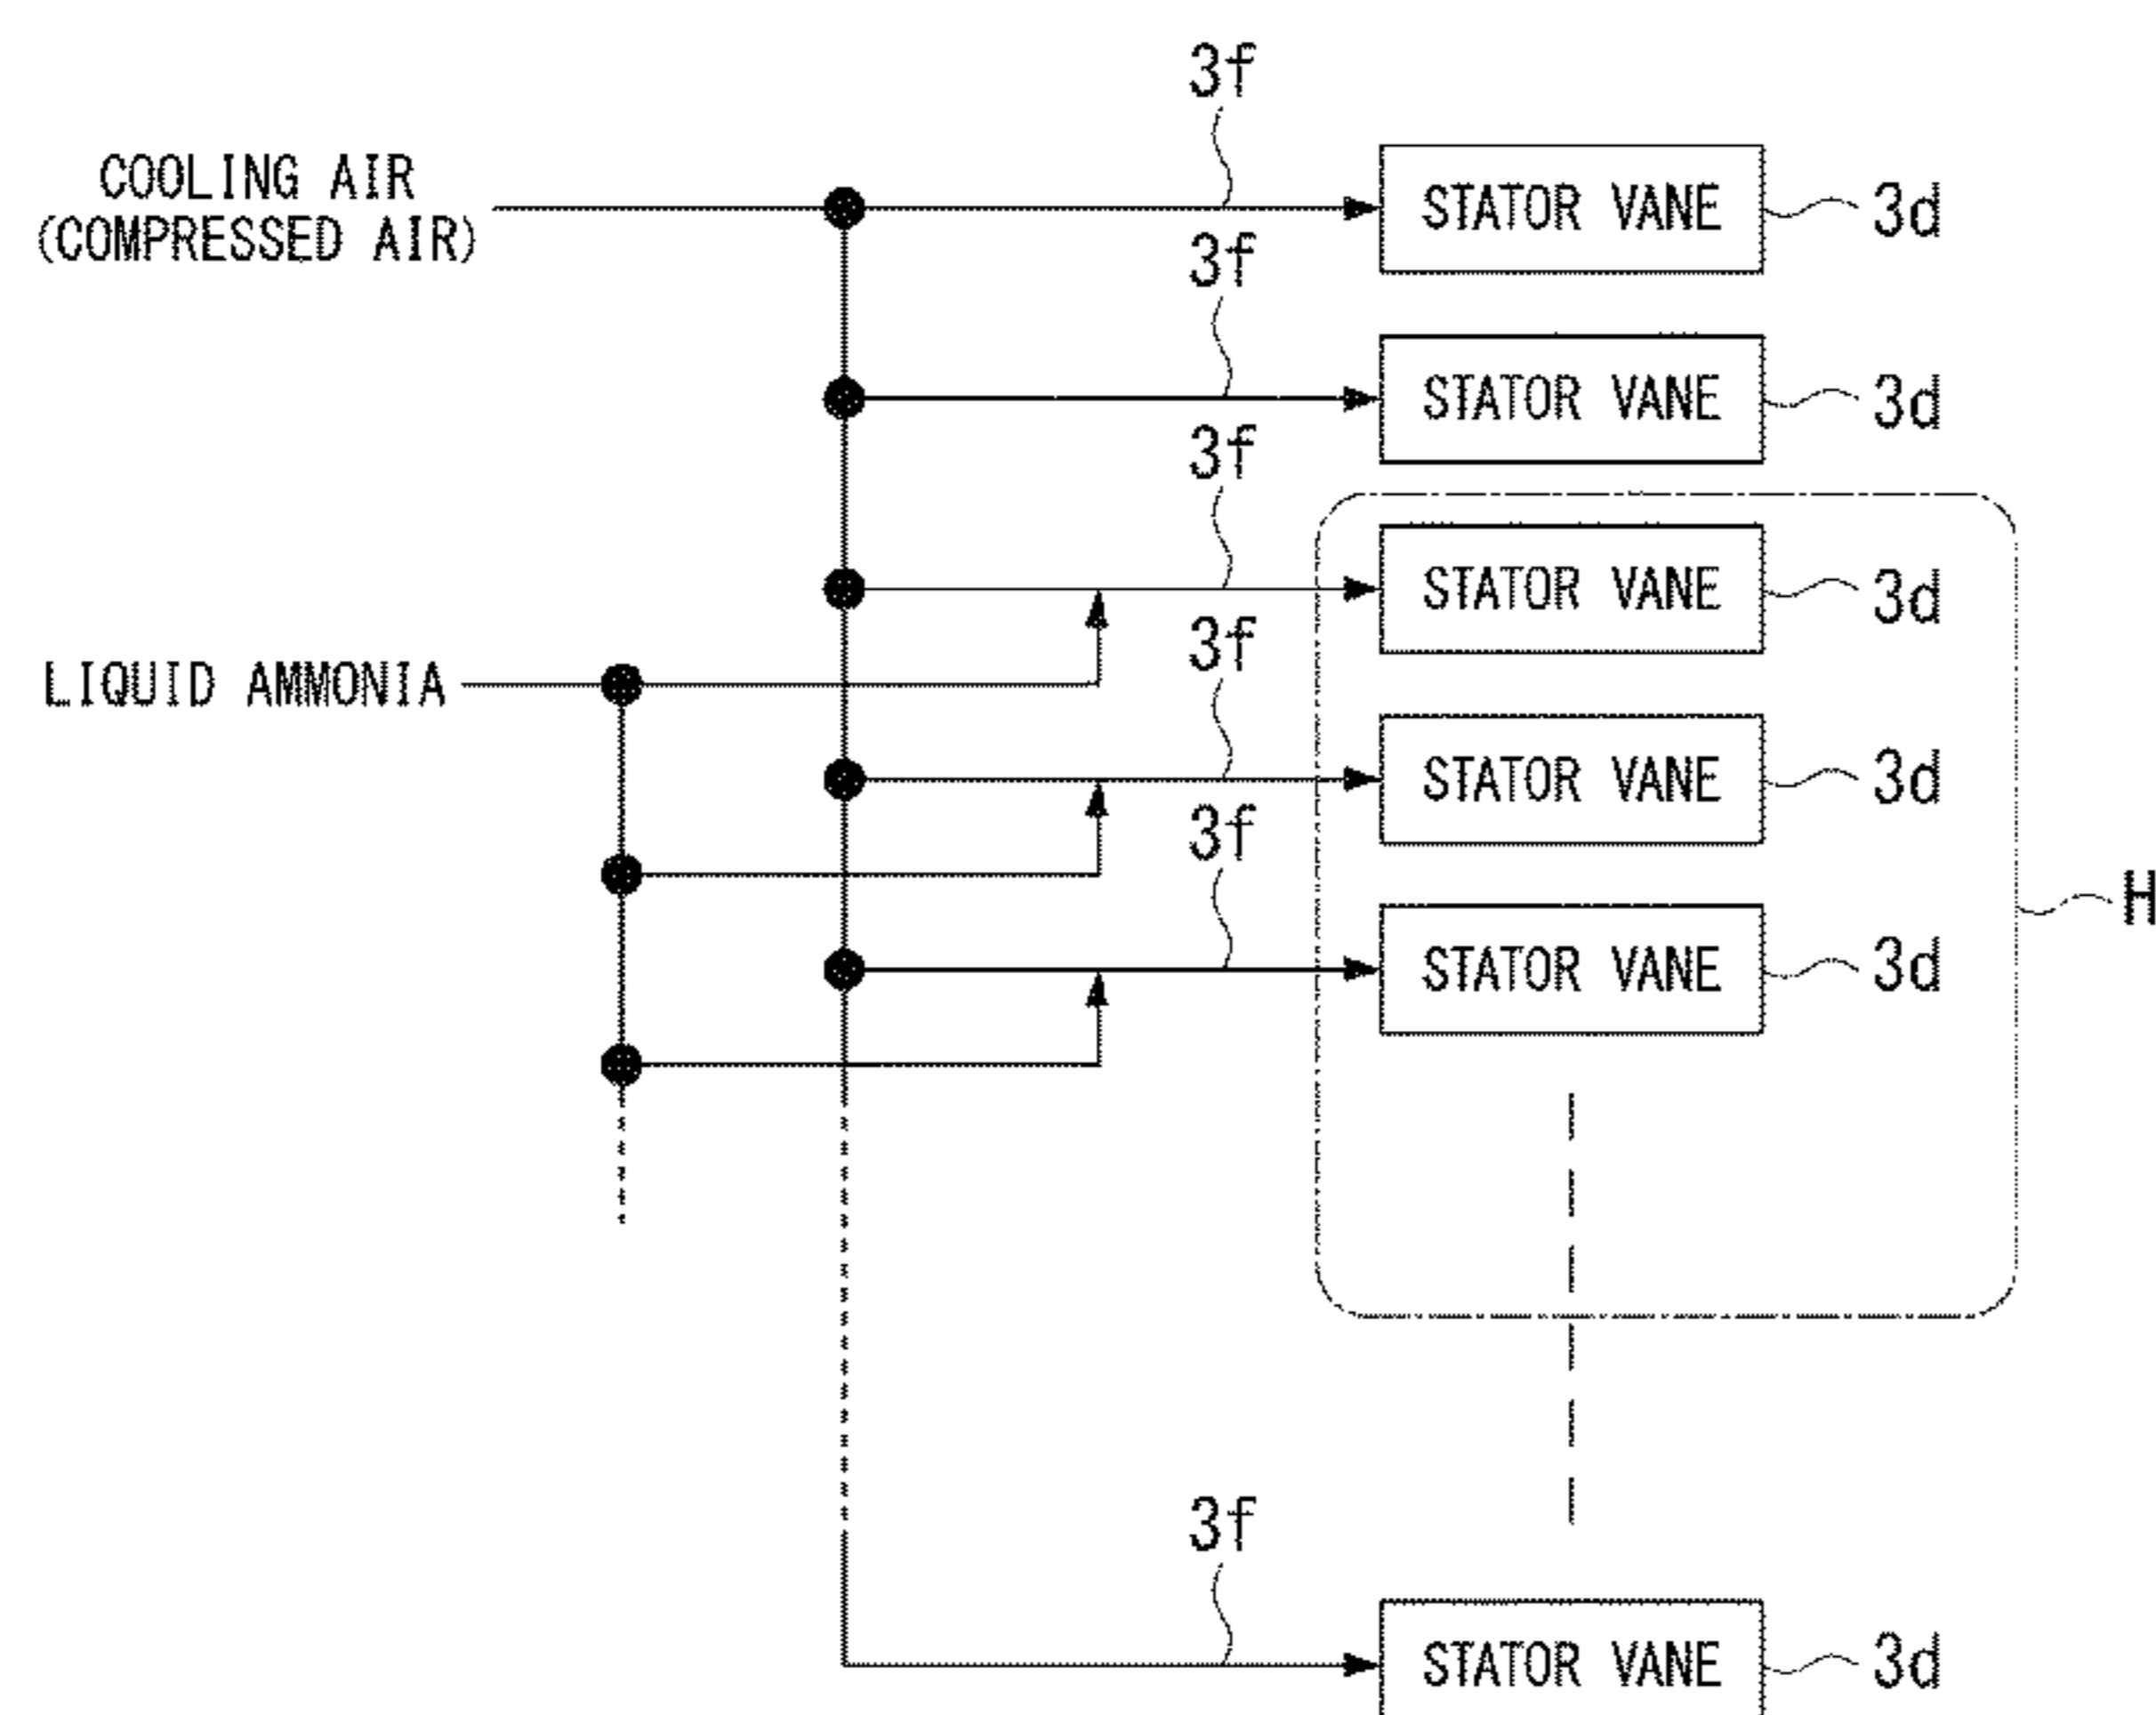 3f
COOLING AIR
(COMPRESSED AIR)
STATOR VANE
3d
3f
STATOR VANE
3d
3f
STATOR VANE
3d
3f
LIQUID AMMONIA
STATOR VANE
3d
3f
H
STATOR VANE
3d
3f
STATOR VANE
3d